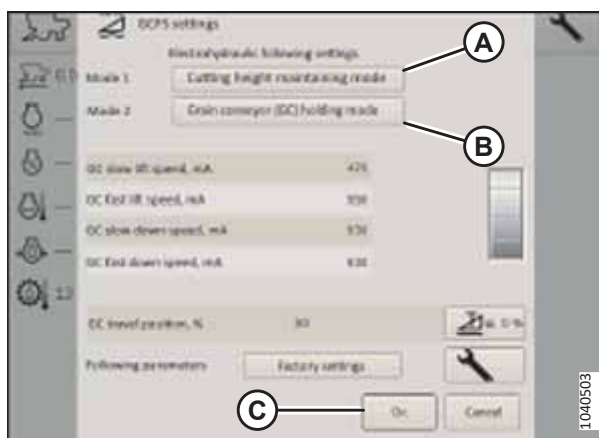 GCPS settings
Electrohydraulic following settings
Mode 1 Cutting height maintaining mode
Mode 2 Grain conveyor (GC) holding mode
GC slow lift speed, mA
GC fast lift speed, mA
GC slow down speed, mA
GC fast down speed, mA
GC travel position, %
Following parameters Factory settings
Cancel
A
B
C
1040503